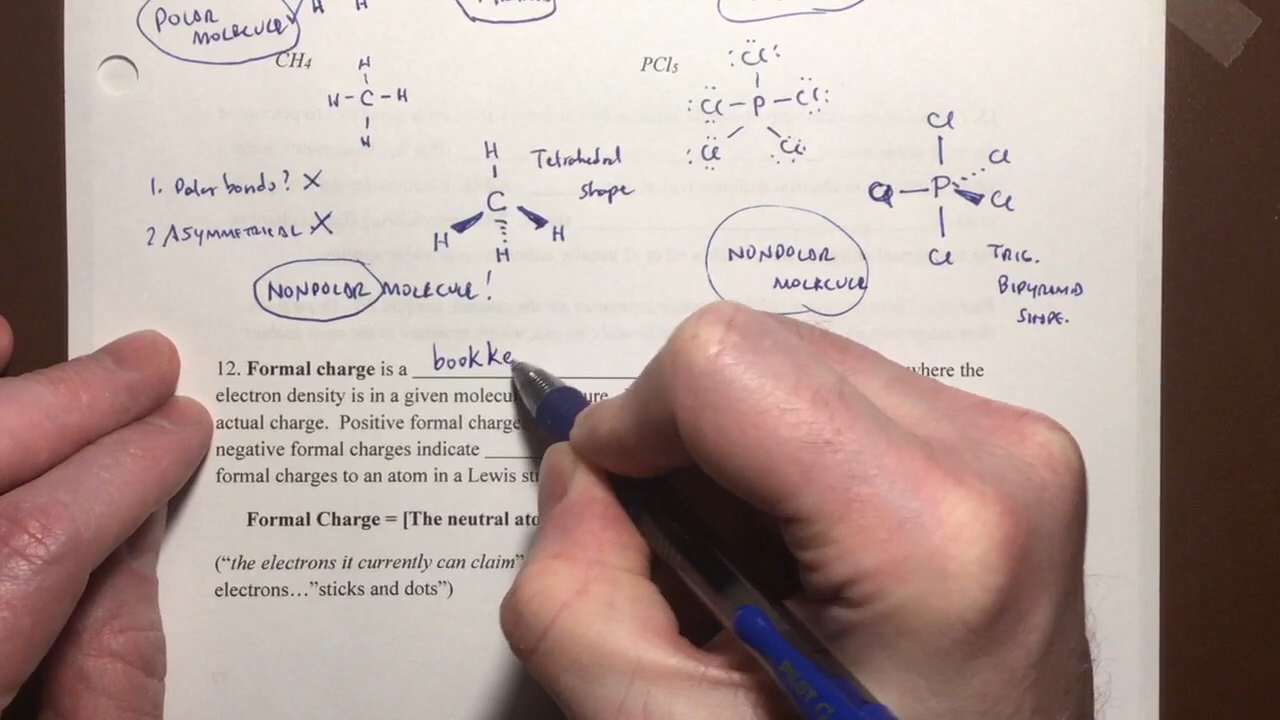 POLAR
MOLECULE
H H
CH4
H
H-C-H
H
1. Polar bonds? X
2 ASYMMETRICAL X
H
C
H H
H
Tetrahedral
shape
NONPOLAR MOLECULE!
PCl5
:Cl:
:Cl-P-Cl:
:Cl Cl:
Cl
Cl
Cl-P Cl
Cl
NONPOLAR
MOLECULE
TRIG.
BIPYRAMID
SHAPE.
12. Formal charge is a bookke where the
electron density is in a given molecu ure.
actual charge. Positive formal charge
negative formal charges indicate
formal charges to an atom in a Lewis st
Formal Charge = [The neutral ato
("the electrons it currently can claim"
electrons…"sticks and dots")
PILOT G